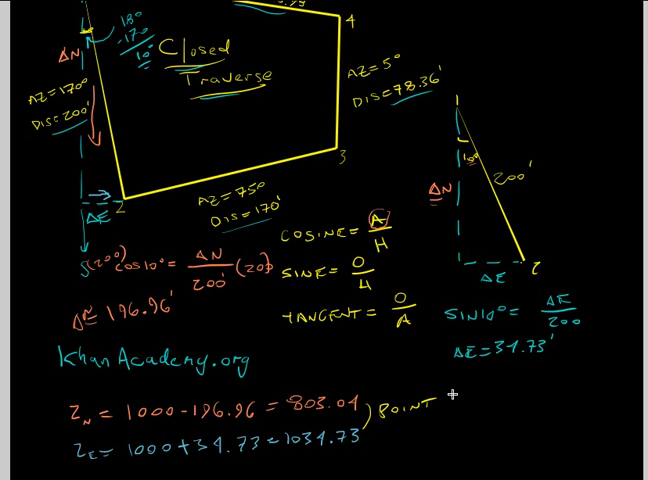 180°
-170
10°
Closed
Traverse
4
ΔN
AZ=170°
DIS=200'
AZ=5°
DIS=78.36'
1
10°
200'
ΔN
3
2
ΔE
AZ=75°
DIS=170'
COSINE = A/H
SINE = O/H
TANGENT = O/A
ΔE
2
S
(200) COS10° = ΔN/200' (200)
ΔN= 196.96'
SIN10° = ΔE/200
ΔE=34.73'
KhanAcademy.org
2N = 1000-196.96 = 803.04
2E = 1000+34.73=1034.73
) POINT